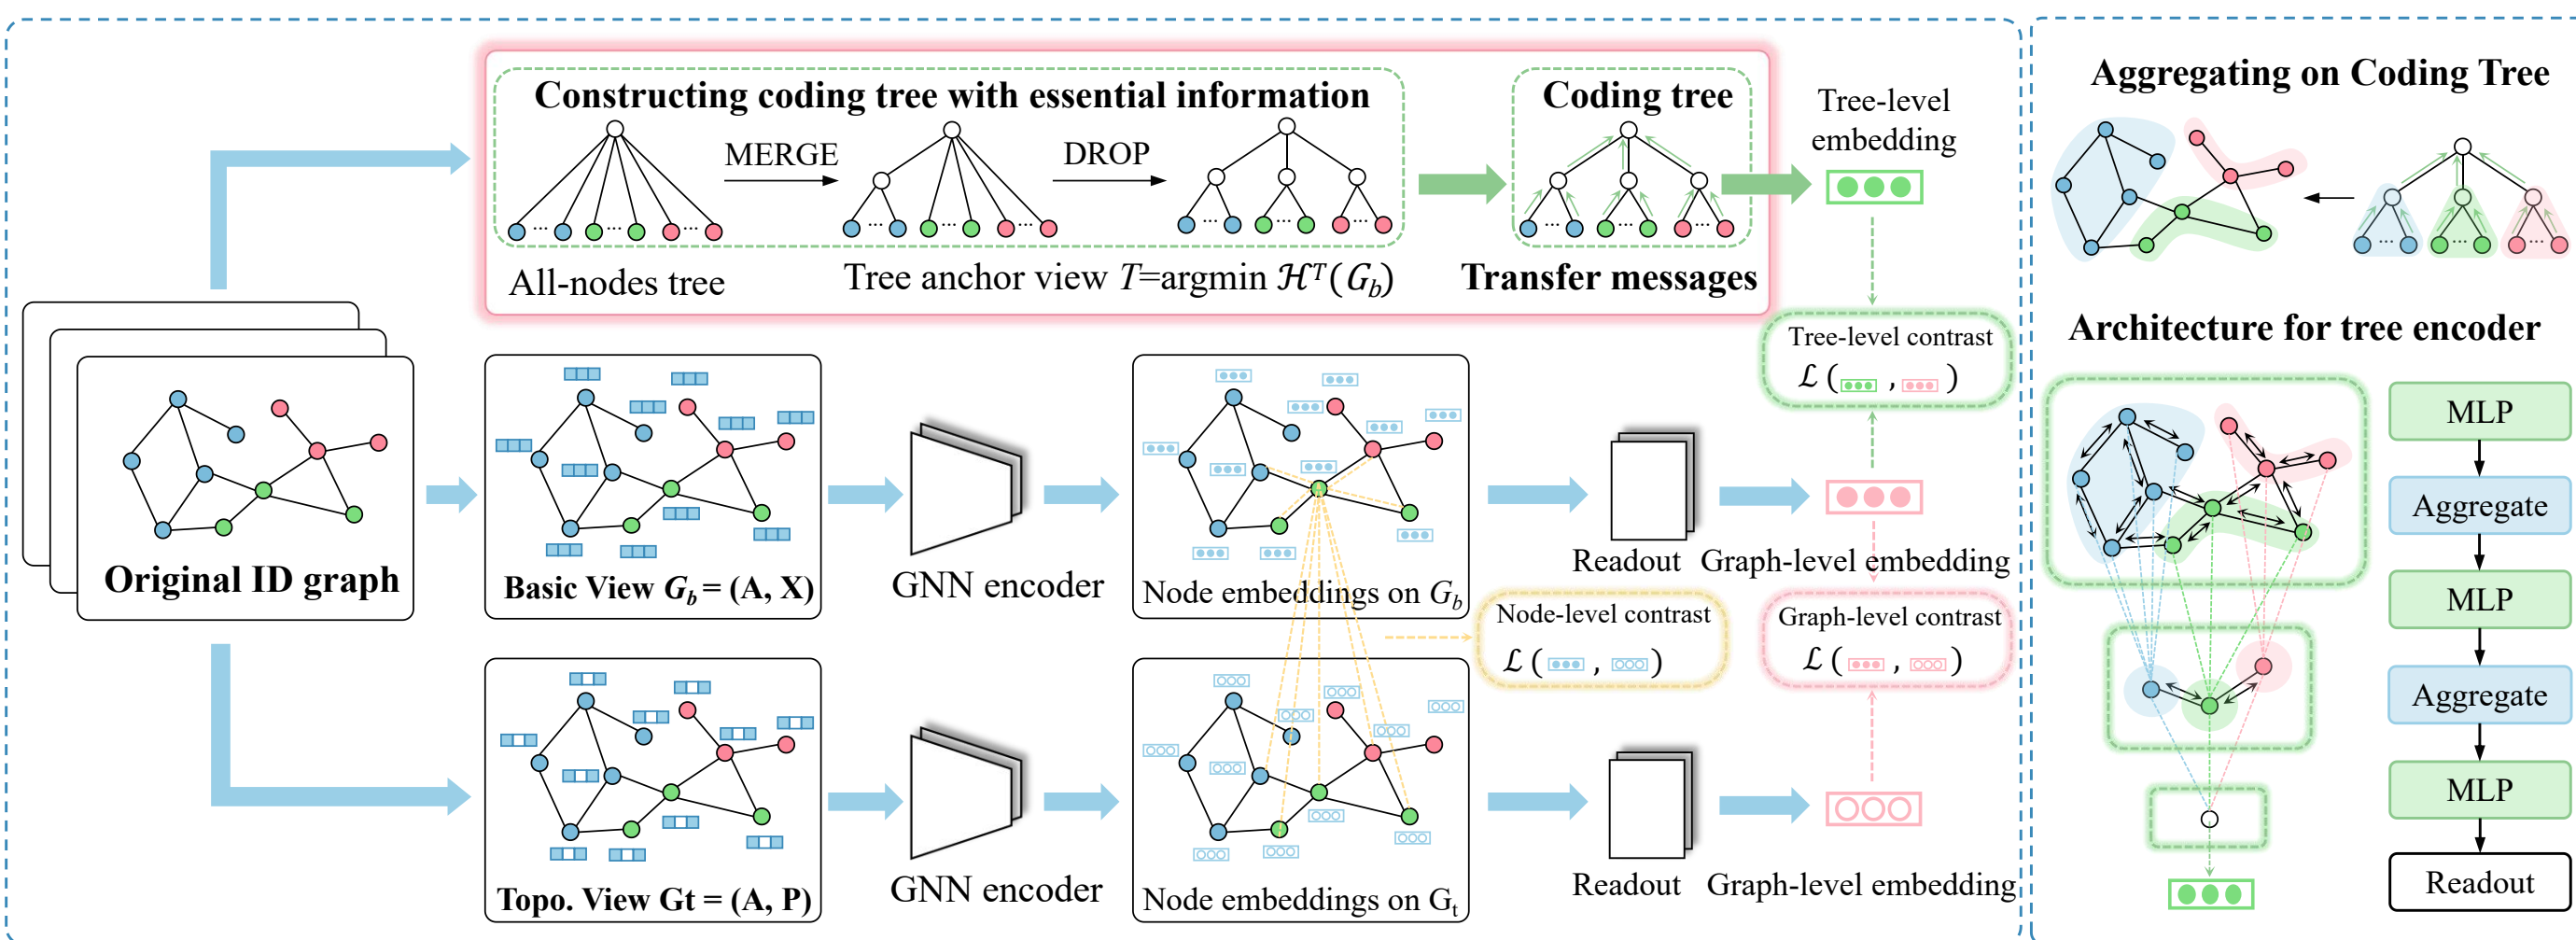 Constructing coding tree with essential information
MERGE
DROP
All-nodes tree
Tree anchor view T=argmin ℋᵀ(G_b)
Coding tree
Transfer messages
Tree-level
embedding
Tree-level contrast
ℒ ( , )
Original ID graph
Basic View G_b = (A, X)
GNN encoder
Node embeddings on G_b
Readout
Graph-level embedding
Node-level contrast
ℒ ( , )
Graph-level contrast
ℒ ( , )
Topo. View Gt = (A, P)
GNN encoder
Node embeddings on G_t
Readout
Graph-level embedding
Aggregating on Coding Tree
Architecture for tree encoder
MLP
Aggregate
MLP
Aggregate
MLP
Readout